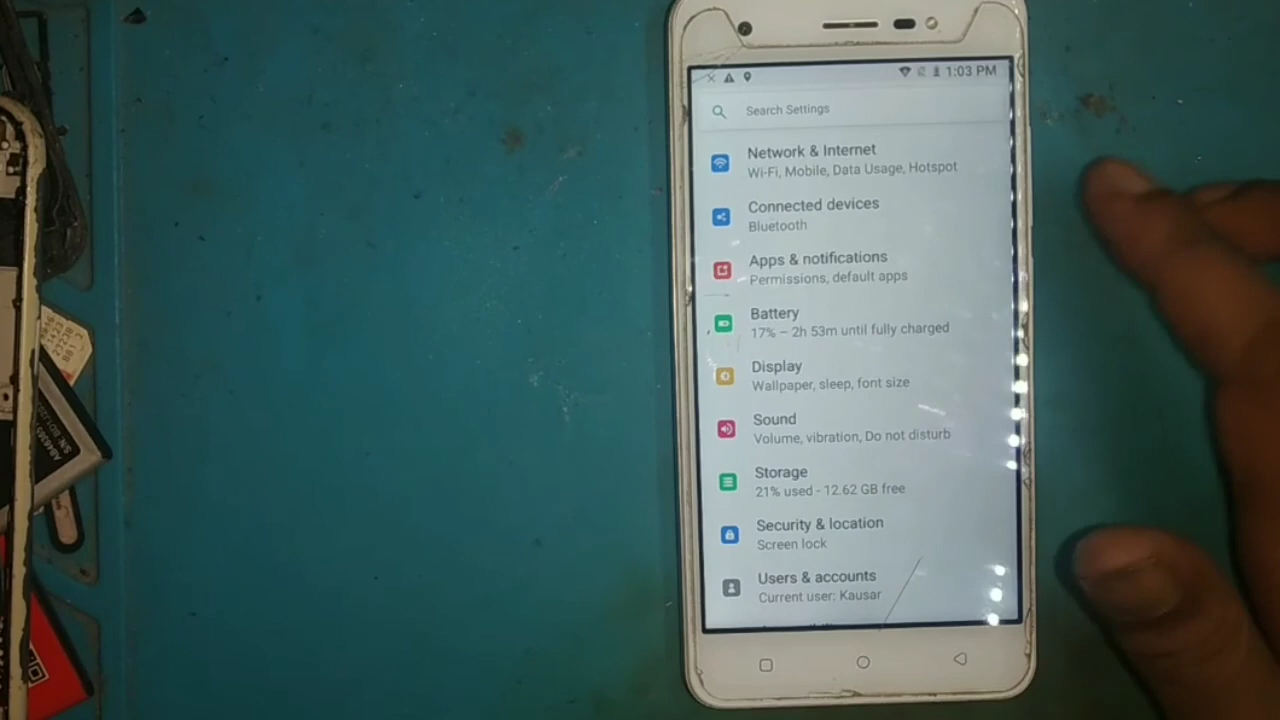 1:03 PM
Search Settings
Network & Internet
Wi-Fi, Mobile, Data Usage, Hotspot
Connected devices
Bluetooth
Apps & notifications
Permissions, default apps
Battery
17% – 2h 53m until fully charged
Display
Wallpaper, sleep, font size
Sound
Volume, vibration, Do not disturb
Storage
21% used - 12.62 GB free
Security & location
Screen lock
Users & accounts
Current user: Kausar